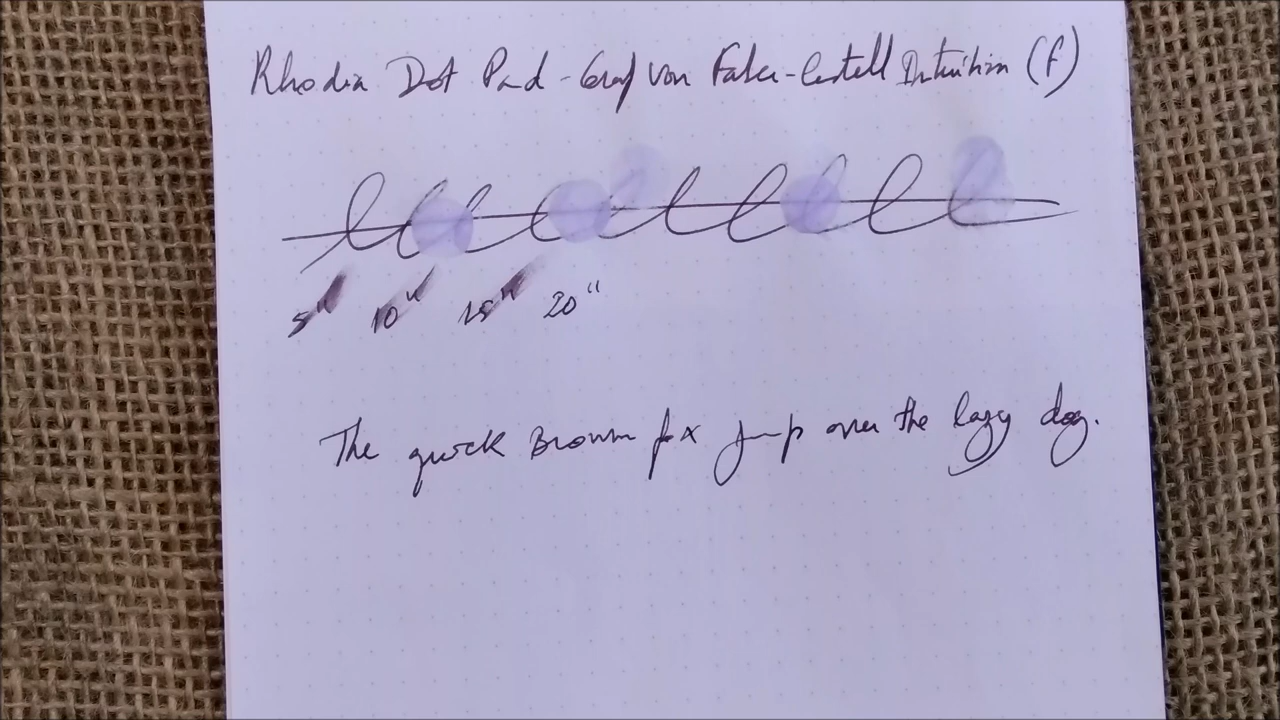 Rhodia Dot Pad - Graf von Faber-Castell Intuition (F)
5" 10" 15" 20"
The quick Brown fox jump over the lazy dog.